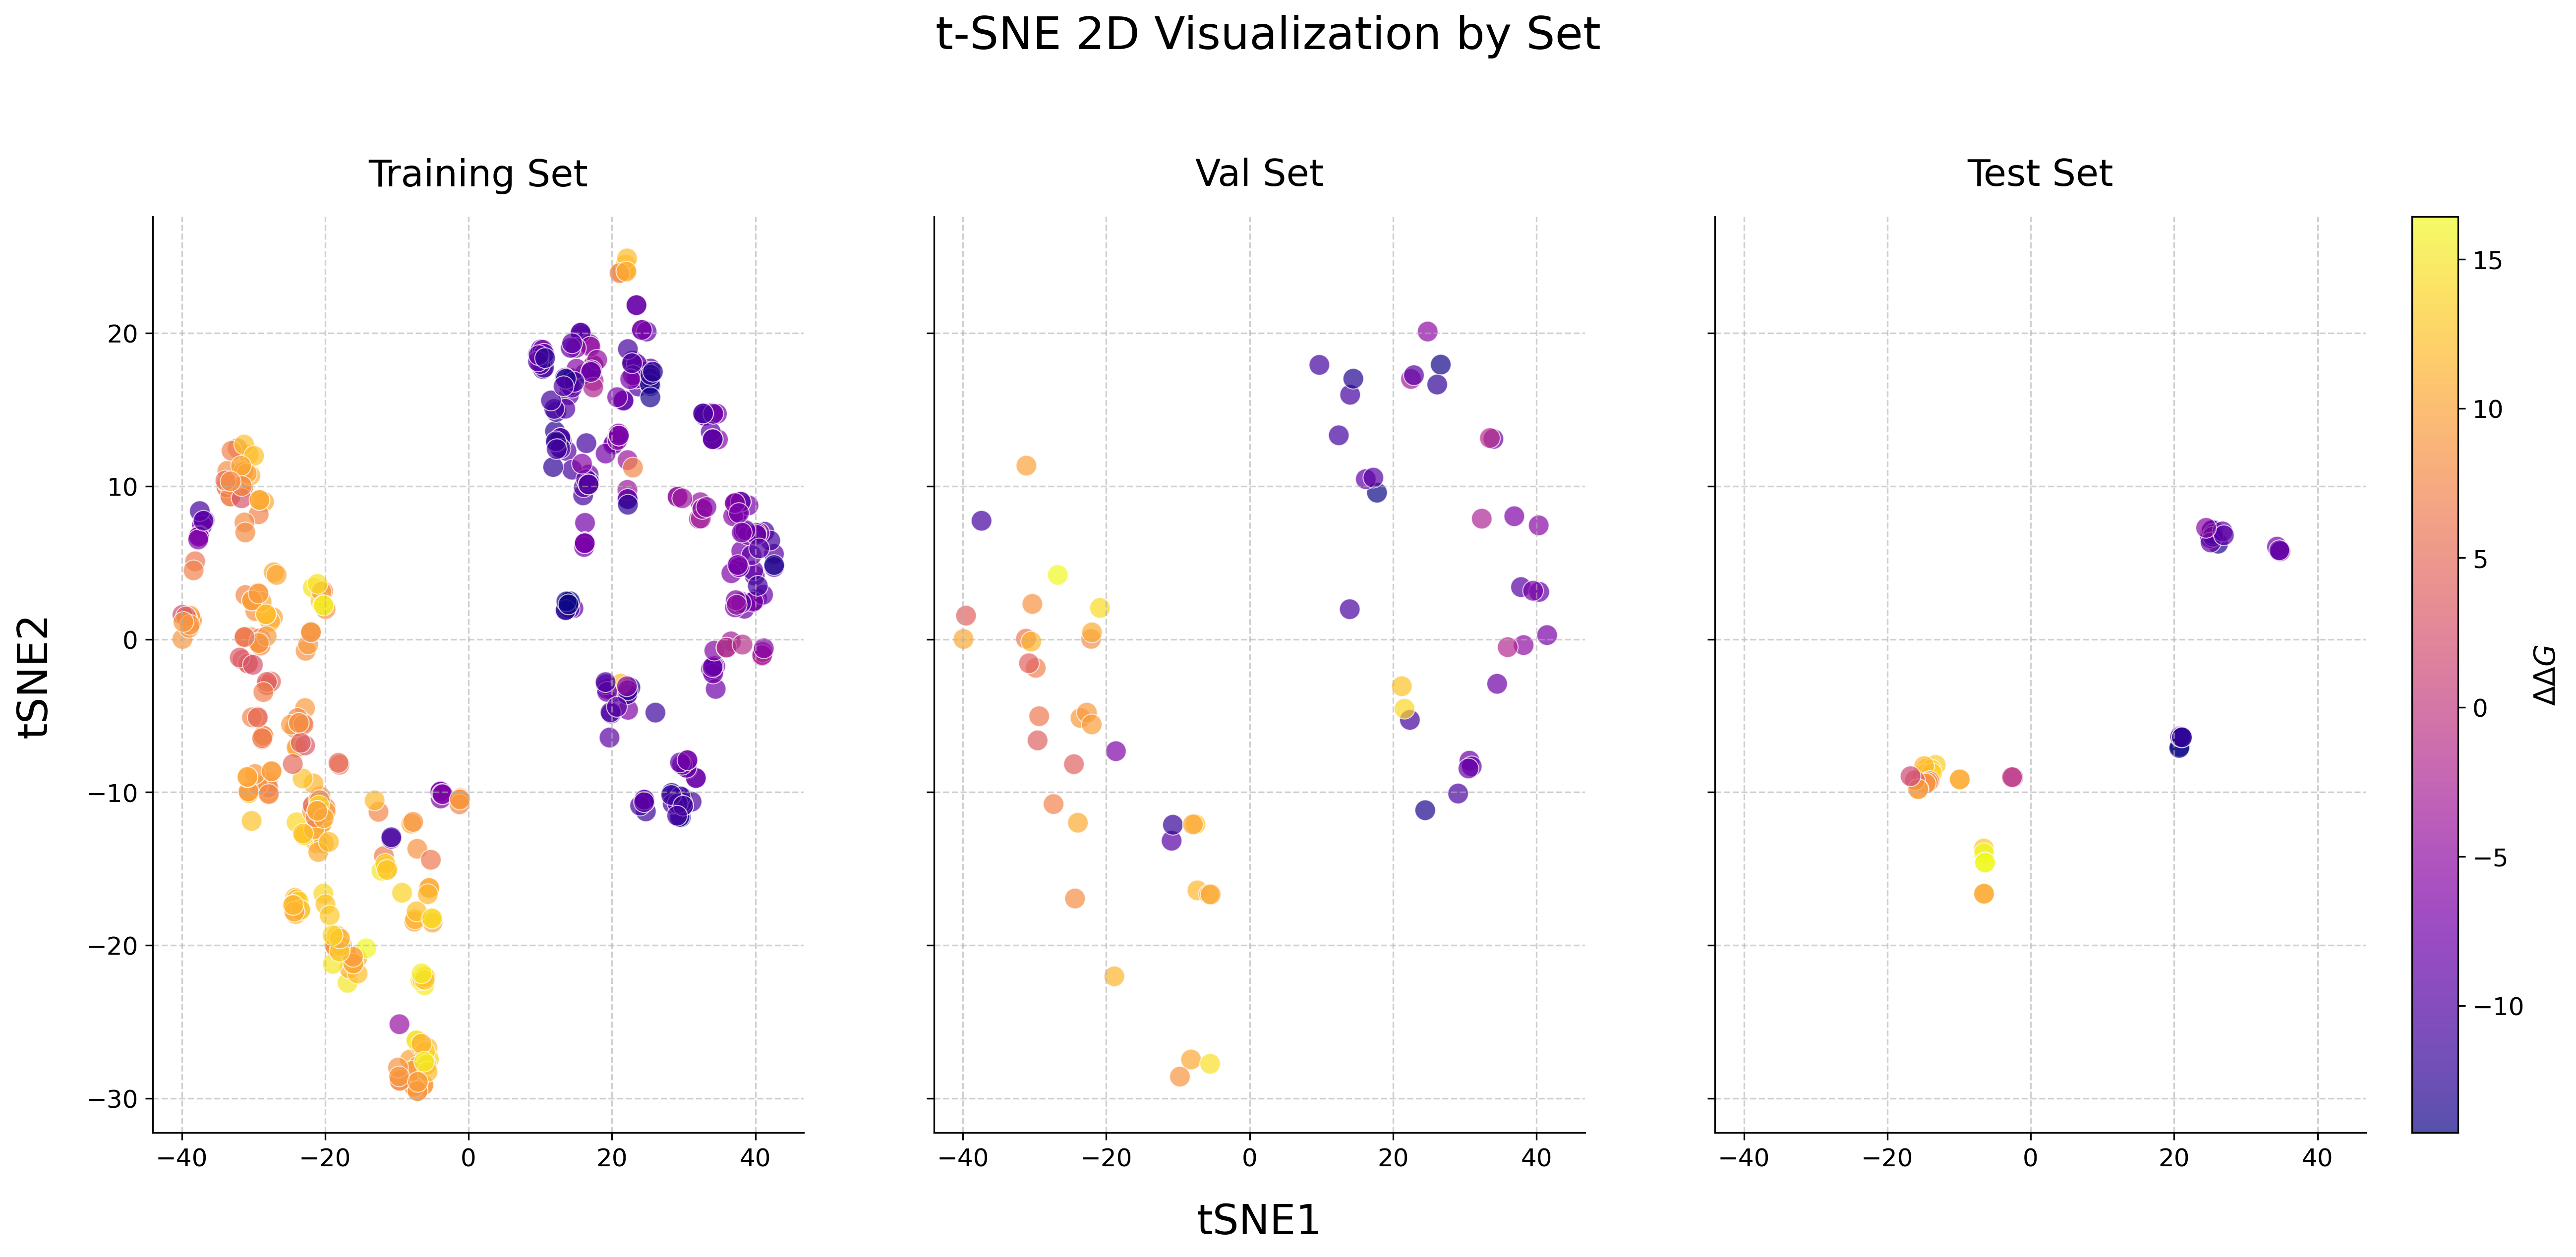 t-SNE 2D Visualization by Set
Training Set
Val Set
Test Set
tSNE2
20
10
0
−10
−20
−30
−40 −20 0 20 40
−40 −20 0 20 40
−40 −20 0 20 40
tSNE1
15
10
5
0
−5
−10
ΔΔG